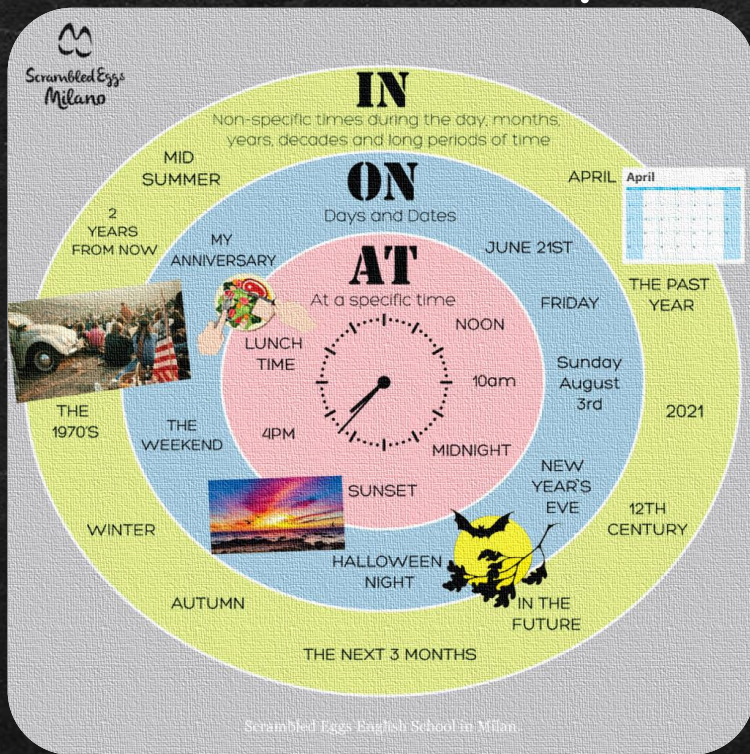 Scrambled Eggs
Milano
IN
Non-specific times during the day, months,
years, decades and long periods of time
MID
SUMMER
APRIL
April
2
YEARS
FROM NOW
ON
Days and Dates
MY
ANNIVERSARY
JUNE 21ST
THE PAST
YEAR
AT
At a specific time
FRIDAY
NOON
LUNCH
TIME
10am
Sunday
August
3rd
THE
1970'S
2021
THE
WEEKEND
4PM
MIDNIGHT
SUNSET
NEW
YEAR'S
EVE
WINTER
12TH
CENTURY
HALLOWEEN
NIGHT
AUTUMN
IN THE
FUTURE
THE NEXT 3 MONTHS
Scrambled Eggs English School in Milan